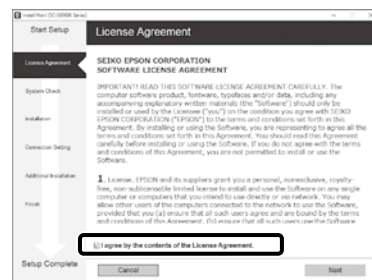 Start Setup
License Agreement
License Agreement
System Check
Installation
Connection Setting
Additional Installation
Finish
Setup Complete
SEIKO EPSON CORPORATION
SOFTWARE LICENSE AGREEMENT
IMPORTANT! READ THIS SOFTWARE LICENSE AGREEMENT CAREFULLY. The
computer software product, fontware, typefaces and/or data, including any
accompanying explanatory written materials (the "Software") should only be
installed or used by the Licensee ("you") on the condition you agree with SEIKO
EPSON CORPORATION ("EPSON") to the terms and conditions set forth in this
Agreement. By installing or using the Software, you are representing to agree all the
terms and conditions set forth in this Agreement. You should read this Agreement
carefully before installing or using the Software. If you do not agree with the terms
and conditions of this Agreement, you are not permitted to install or use the
Software.
1. License. EPSON and its suppliers grant you a personal, nonexclusive, royalty-
free, non-sublicensable limited license to install and use the Software on any single
computer or computers that you intend to use directly or via network. You may
allow other users of the computers connected to the network to use the Software,
provided that you (a) ensure that all such users agree and are bound by the terms
and conditions of this Agreement, (b) ensure that all such users use the Software
I agree by the contents of the License Agreement.
Cancel
Next